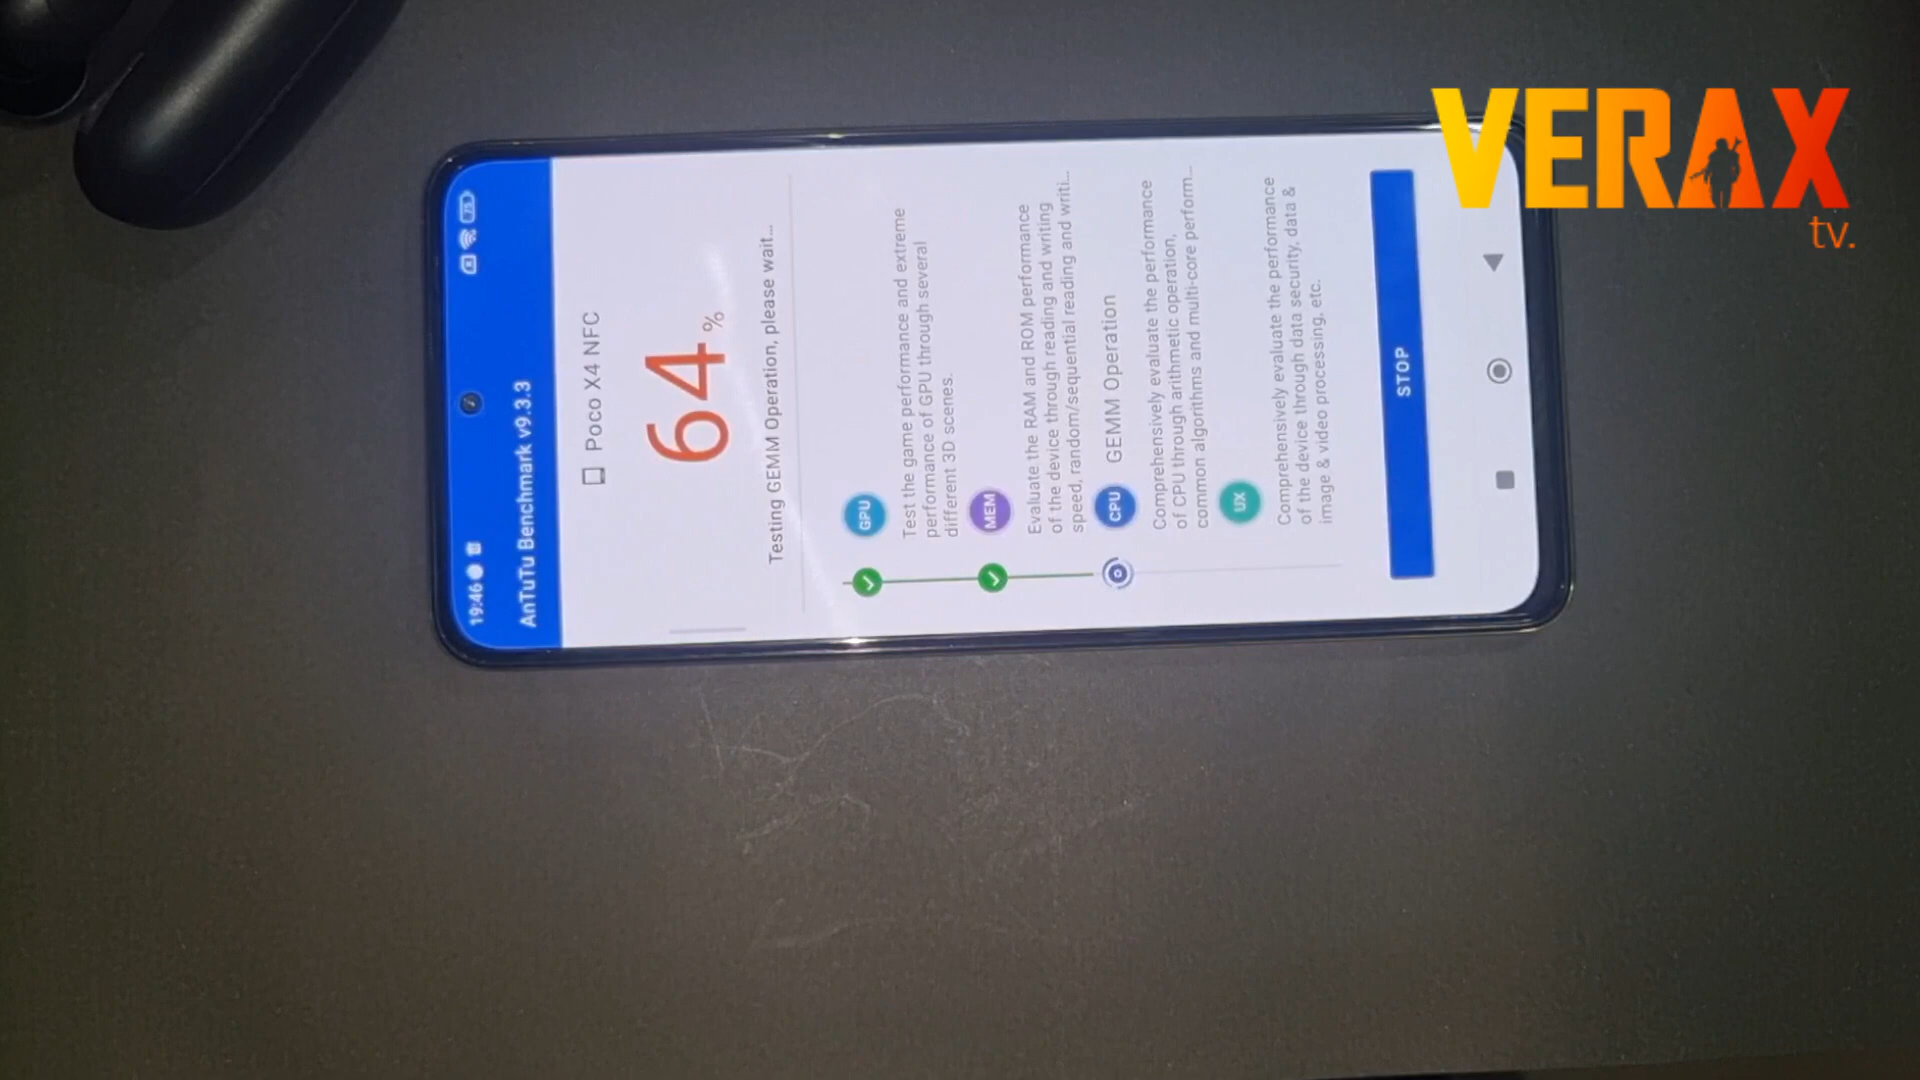 VERAX
tv.
19:46
AnTuTu Benchmark v9.3.3
Poco X4 NFC
64%
Testing GEMM Operation, please wait...
GPU
Test the game performance and extreme
performance of GPU through several
different 3D scenes.
MEM
Evaluate the RAM and ROM performance
of the device through reading and writing
speed, random/sequential reading and writi...
CPU GEMM Operation
Comprehensively evaluate the performance
of CPU through arithmetic operation,
common algorithms and multi-core perform...
UX
Comprehensively evaluate the performance
of the device through data security, data &
image & video processing, etc.
STOP